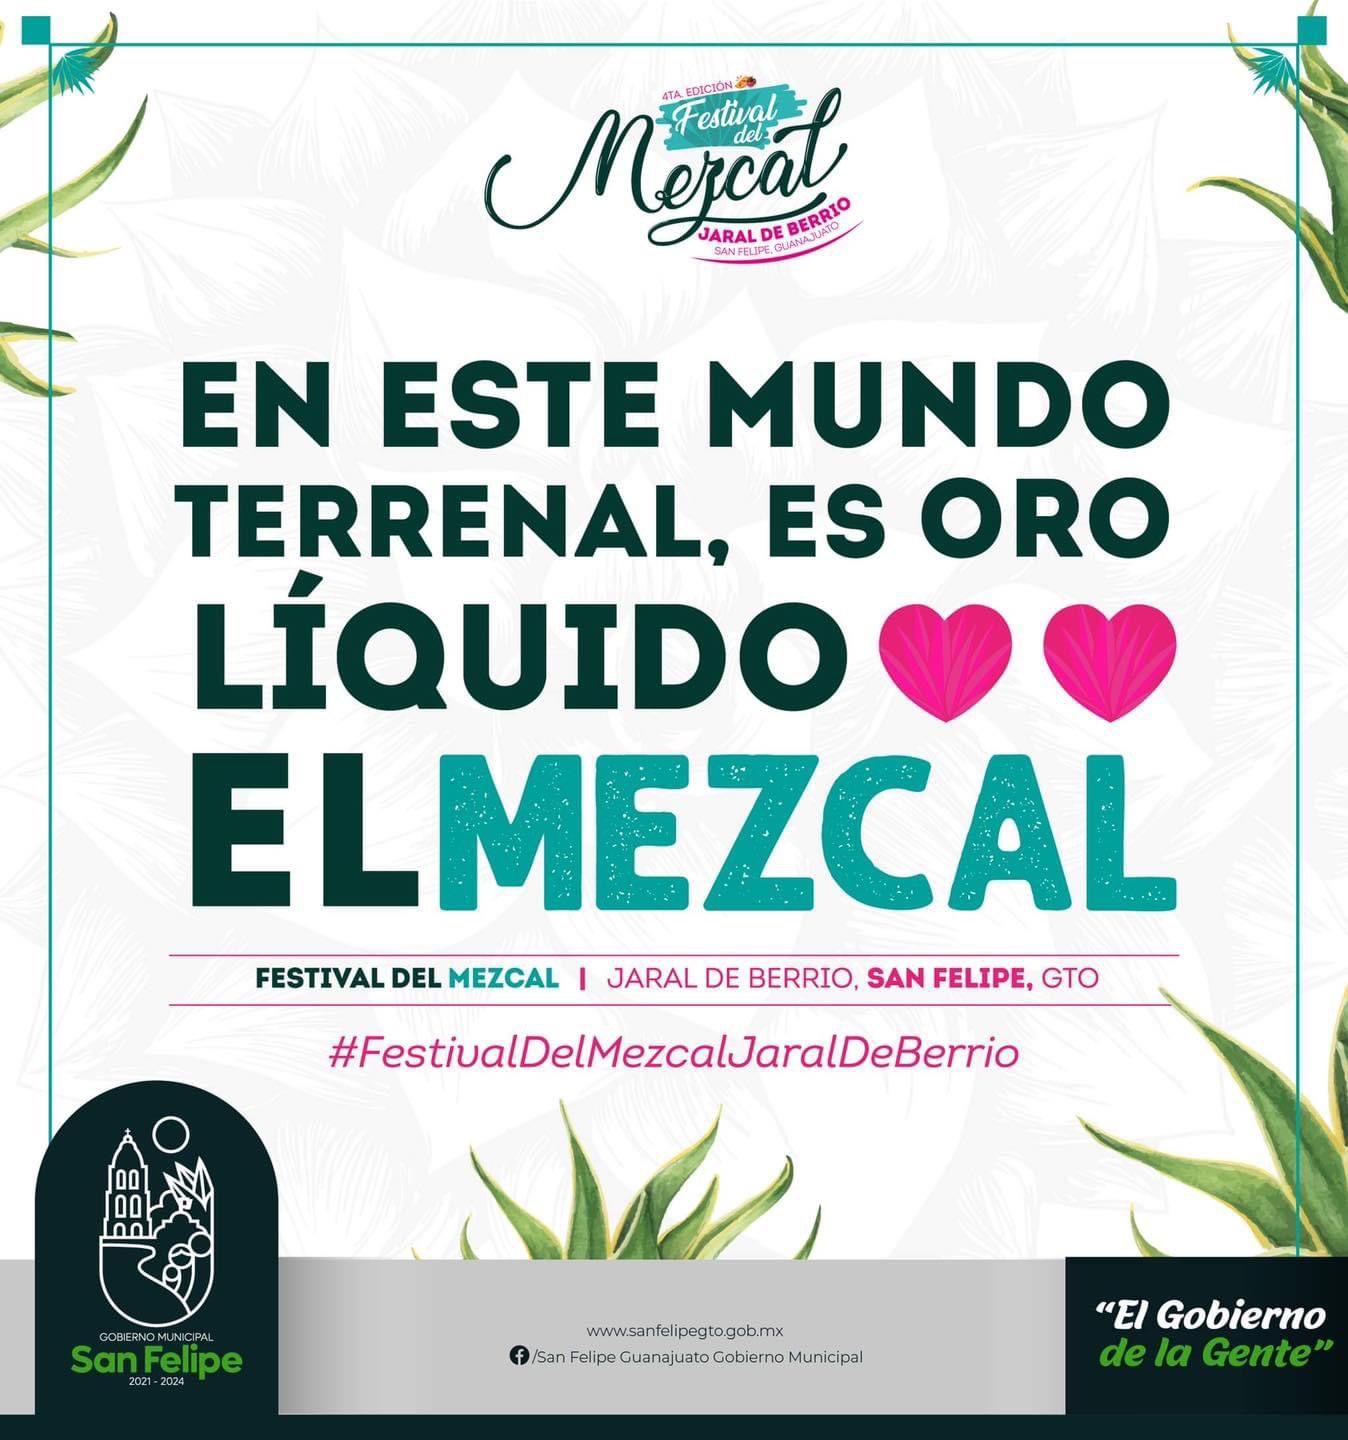 4TA. EDICIÓN
Festival
del
Mezcal
JARAL DE BERRIO
SAN FELIPE, GUANAJUATO
EN ESTE MUNDO
TERRENAL, ES ORO
LÍQUIDO
EL MEZCAL
FESTIVAL DEL MEZCAL | JARAL DE BERRIO, SAN FELIPE, GTO
#FestivalDelMezcalJaralDeBerrio
GOBIERNO MUNICIPAL
San Felipe
2021 - 2024
www.sanfelipegto.gob.mx
/San Felipe Guanajuato Gobierno Municipal
"El Gobierno
de la Gente"